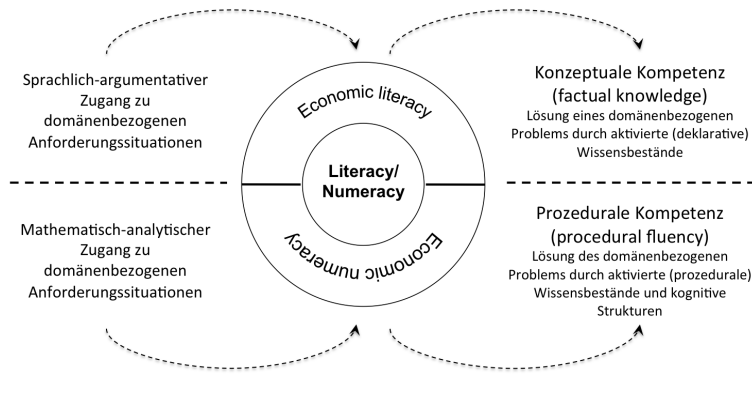 Sprachlich-argumentativer
Zugang zu
domänenbezogenen
Anforderungssituationen
Economic literacy
Literacy/
Numeracy
Economic numeracy
Konzeptuale Kompetenz
(factual knowledge)
Lösung eines domänenbezogenen
Problems durch aktivierte (deklarative)
Wissensbestände
Mathematisch-analytischer
Zugang zu
domänenbezogenen
Anforderungssituationen
Prozedurale Kompetenz
(procedural fluency)
Lösung des domänenbezogenen
Problems durch aktivierte (prozedurale)
Wissensbestände und kognitive
Strukturen